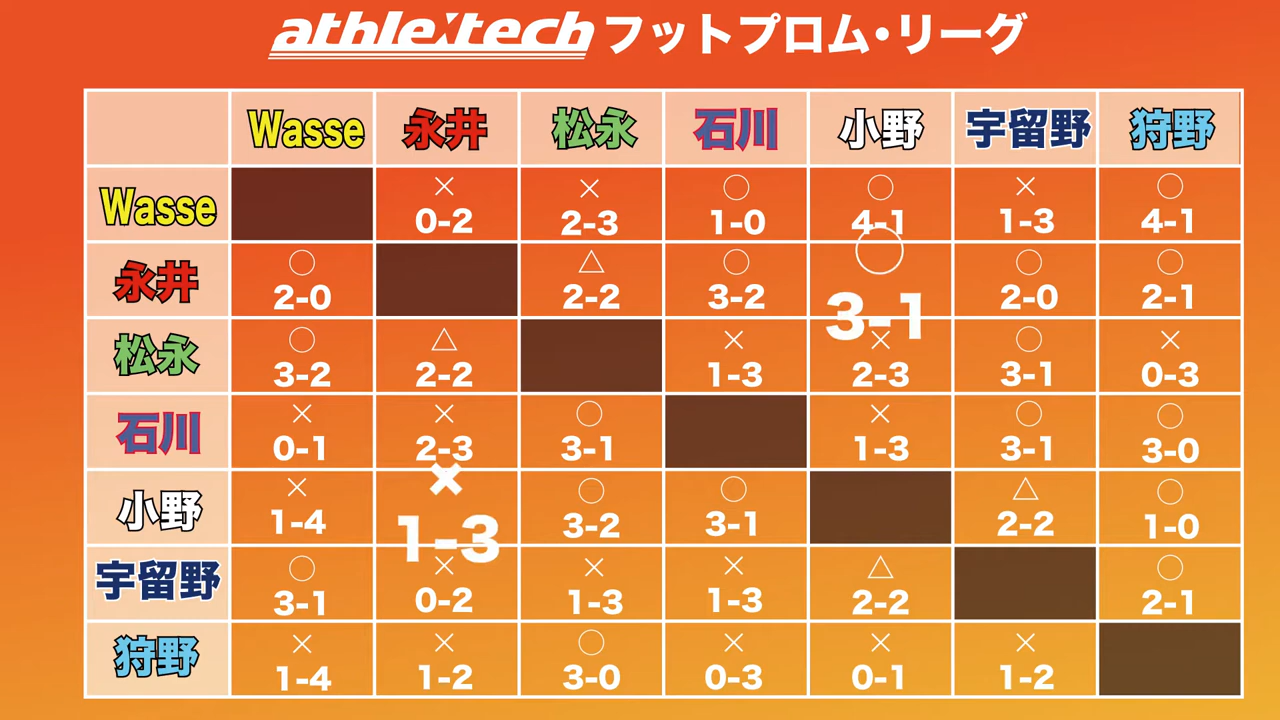 athletech フットプロム・リーグ
Wasse 永井 松永 石川 小野 宇留野 狩野
Wasse × 0-2 × 2-3 ○ 1-0 ○ 4-1 × 1-3 ○ 4-1
永井 ○ 2-0 △ 2-2 ○ 3-2 ○ 3-1 ○ 2-0 ○ 2-1
松永 ○ 3-2 △ 2-2 × 1-3 × 2-3 ○ 3-1 × 0-3
石川 × 0-1 × 2-3 ○ 3-1 × 1-3 ○ 3-1 ○ 3-0
小野 × 1-4 × 1-3 ○ 3-2 ○ 3-1 △ 2-2 ○ 1-0
宇留野 ○ 3-1 × 0-2 × 1-3 × 1-3 △ 2-2 ○ 2-1
狩野 × 1-4 × 1-2 ○ 3-0 × 0-3 × 0-1 × 1-2